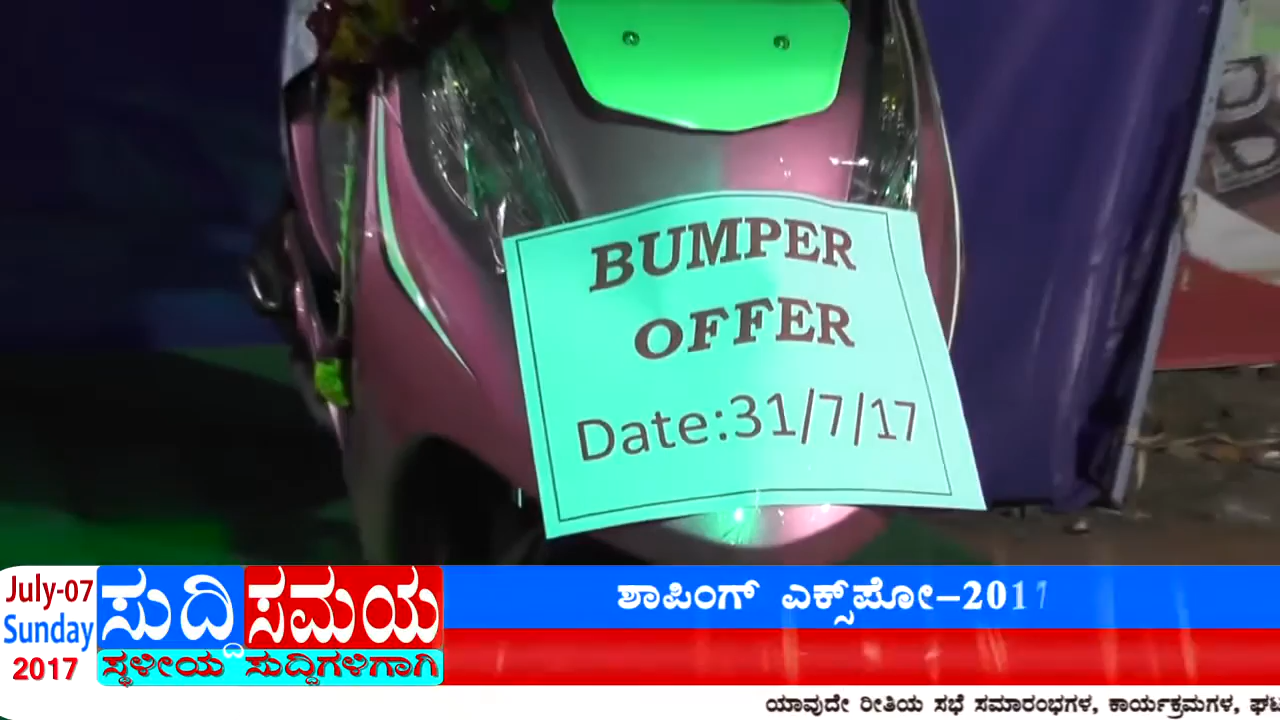 BUMPER
OFFER
Date:31/7/17
July-07
Sunday
2017
ಸುದ್ದಿ ಸಮಯ
ಸ್ಥಳೀಯ ಸುದ್ದಿಗಳಿಗಾಗಿ
ಶಾಪಿಂಗ್ ಎಕ್ಸ್‌ಪೋ-2017
ಯಾವುದೇ ರೀತಿಯ ಸಭೆ ಸಮಾರಂಭಗಳ, ಕಾರ್ಯಕ್ರಮಗಳ,